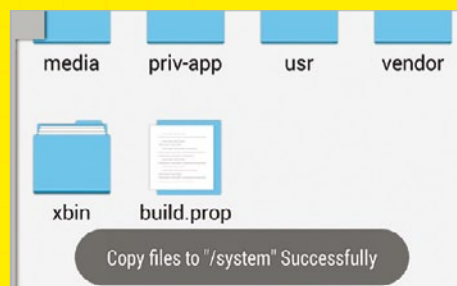 media priv-app usr vendor
xbin build.prop
Copy files to "/system" Successfully